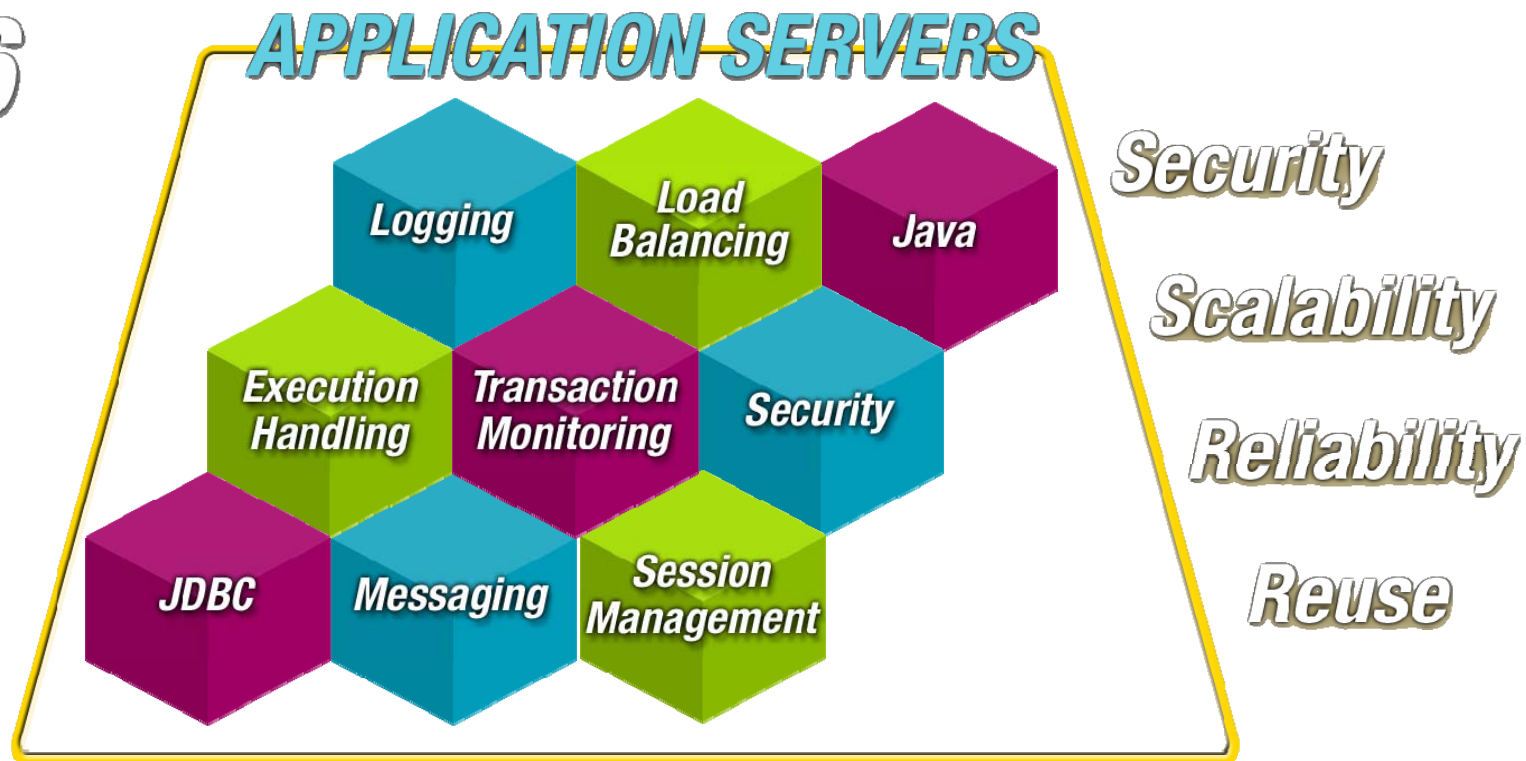 APPLICATION SERVERS
Logging
Load
Balancing
Java
Execution
Handling
Transaction
Monitoring
Security
JDBC
Messaging
Session
Management
Security
Scalability
Reliability
Reuse